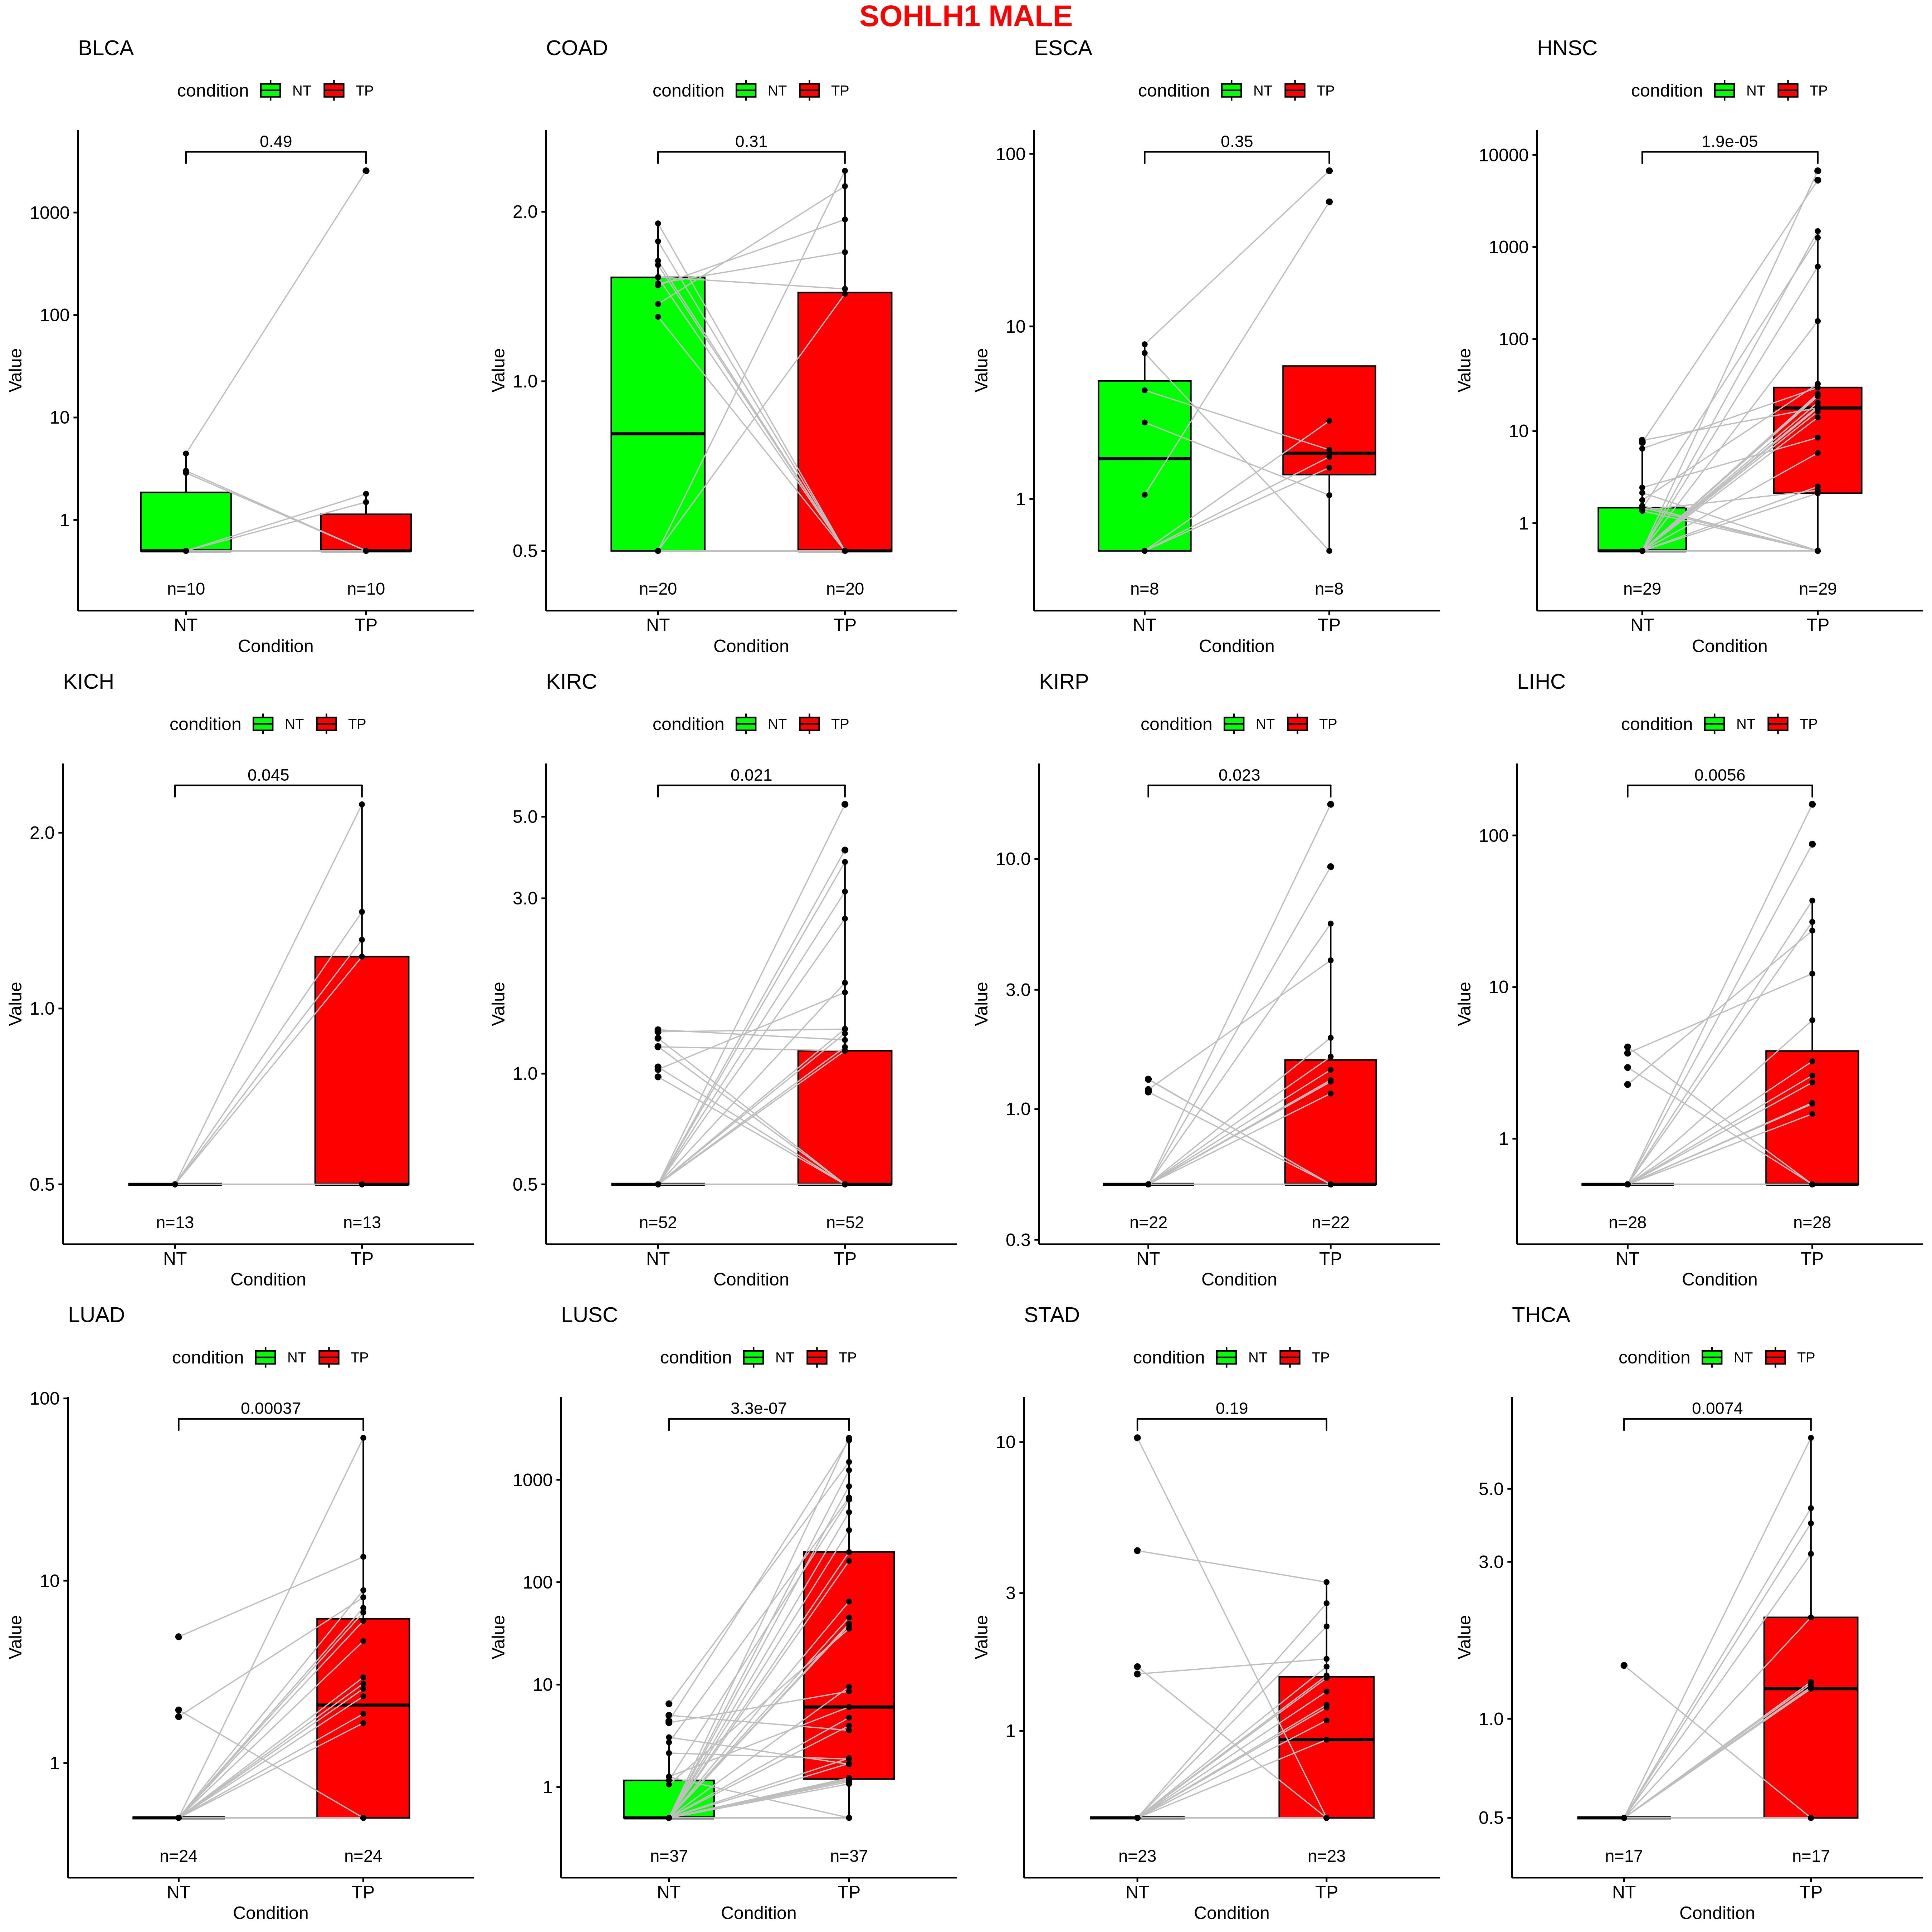 SOHLH1 MALE
BLCA
condition NT TP
0.49
1000
100
10
1
Value
n=10 n=10
NT TP
Condition
COAD
condition NT TP
0.31
2.0
1.0
0.5
Value
n=20 n=20
NT TP
Condition
ESCA
condition NT TP
0.35
100
10
1
Value
n=8 n=8
NT TP
Condition
HNSC
condition NT TP
1.9e-05
10000
1000
100
10
1
Value
n=29 n=29
NT TP
Condition
KICH
condition NT TP
0.045
2.0
1.0
0.5
Value
n=13 n=13
NT TP
Condition
KIRC
condition NT TP
0.021
5.0
3.0
1.0
0.5
Value
n=52 n=52
NT TP
Condition
KIRP
condition NT TP
0.023
10.0
3.0
1.0
0.3
Value
n=22 n=22
NT TP
Condition
LIHC
condition NT TP
0.0056
100
10
1
Value
n=28 n=28
NT TP
Condition
LUAD
condition NT TP
0.00037
100
10
1
Value
n=24 n=24
NT TP
Condition
LUSC
condition NT TP
3.3e-07
1000
100
10
1
Value
n=37 n=37
NT TP
Condition
STAD
condition NT TP
0.19
10
3
1
Value
n=23 n=23
NT TP
Condition
THCA
condition NT TP
0.0074
5.0
3.0
1.0
0.5
Value
n=17 n=17
NT TP
Condition